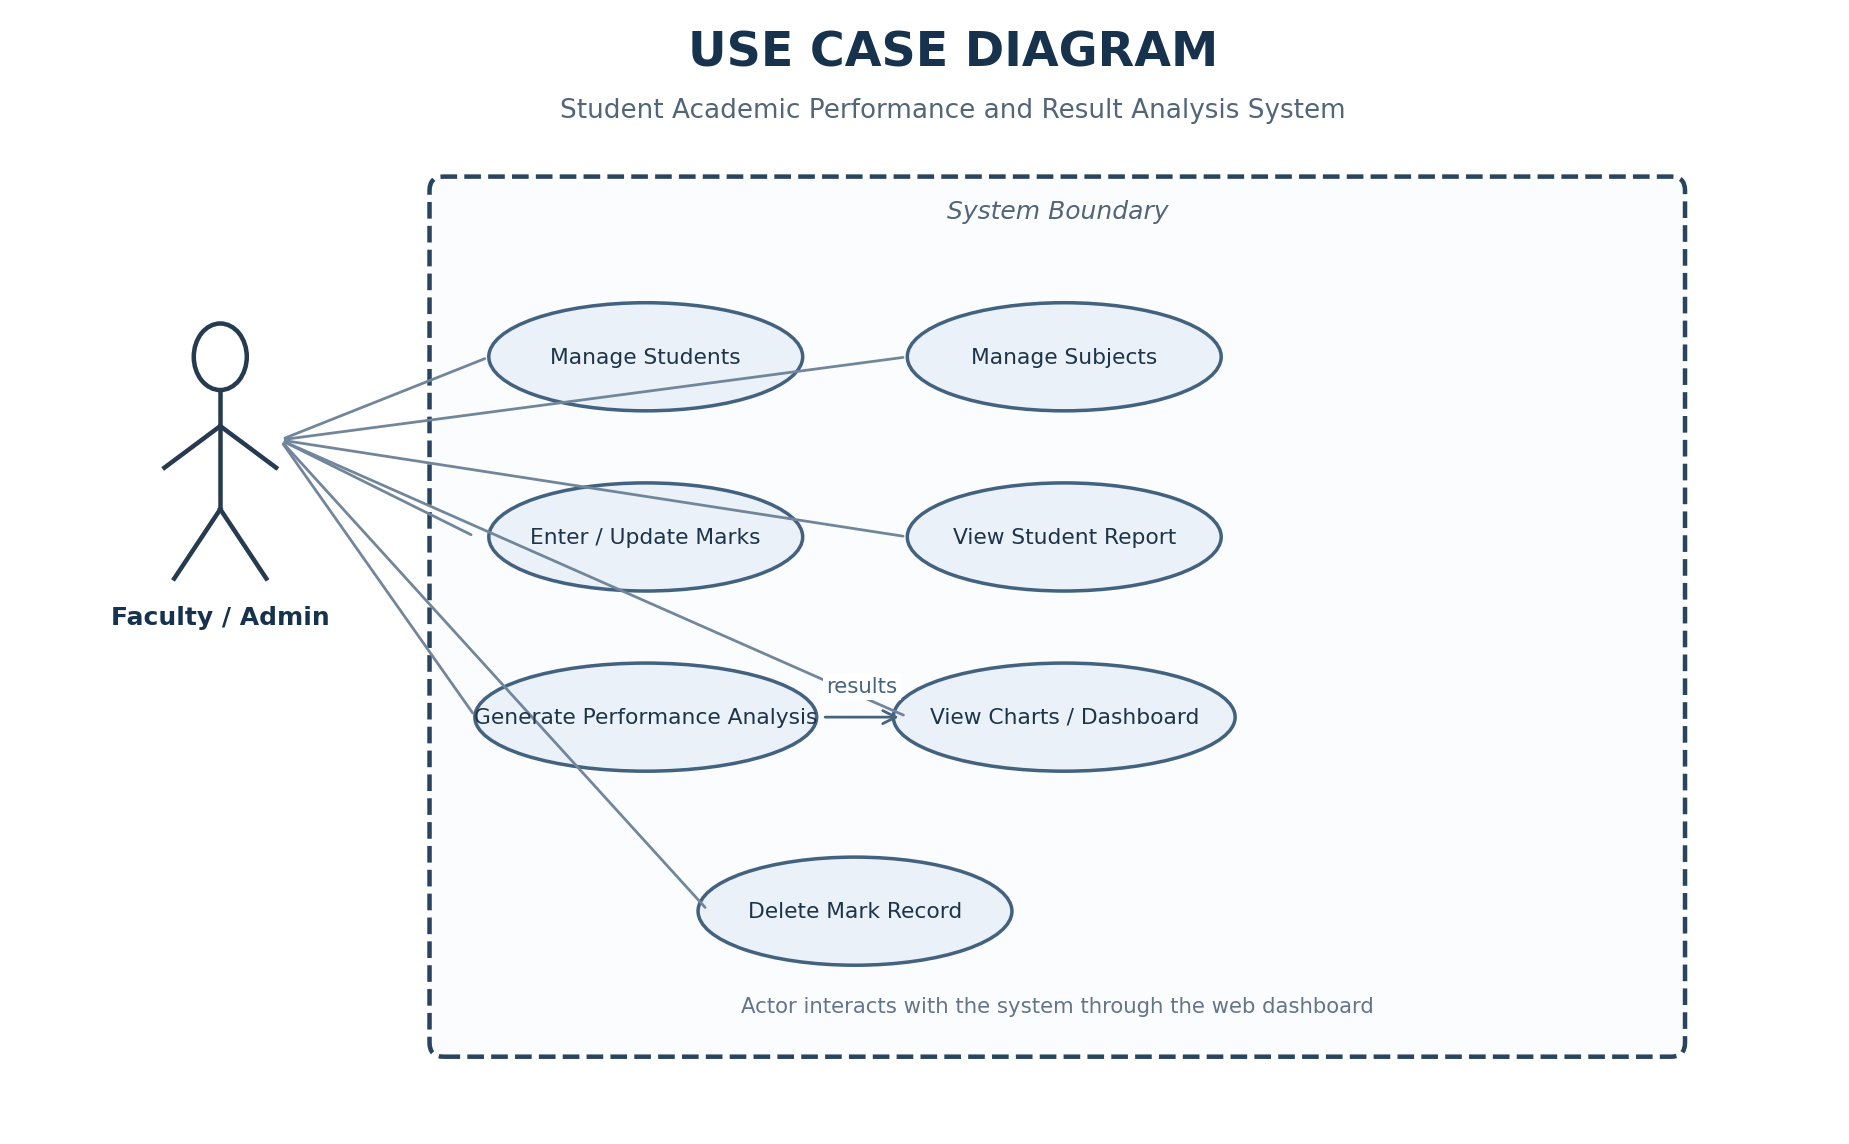 USE CASE DIAGRAM
Student Academic Performance and Result Analysis System
System Boundary
Manage Students
Manage Subjects
Enter / Update Marks
View Student Report
Faculty / Admin
results
Generate Performance Analysis
View Charts / Dashboard
Delete Mark Record
Actor interacts with the system through the web dashboard